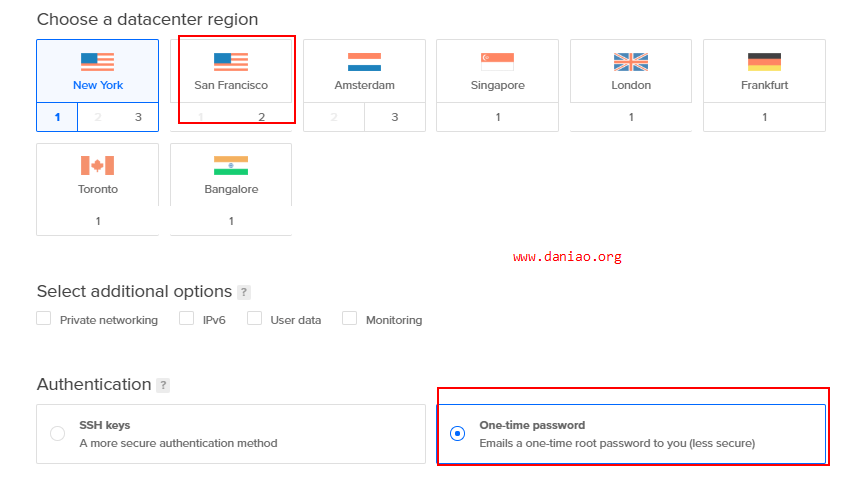 Choose a datacenter region
New York
San Francisco
Amsterdam
Singapore
London
Frankfurt
1 2 3
1 2
2 3
1
1
1
Toronto
Bangalore
1
1
www.daniao.org
Select additional options ?
Private networking
IPv6
User data
Monitoring
Authentication ?
SSH keys
A more secure authentication method
One-time password
Emails a one-time root password to you (less secure)